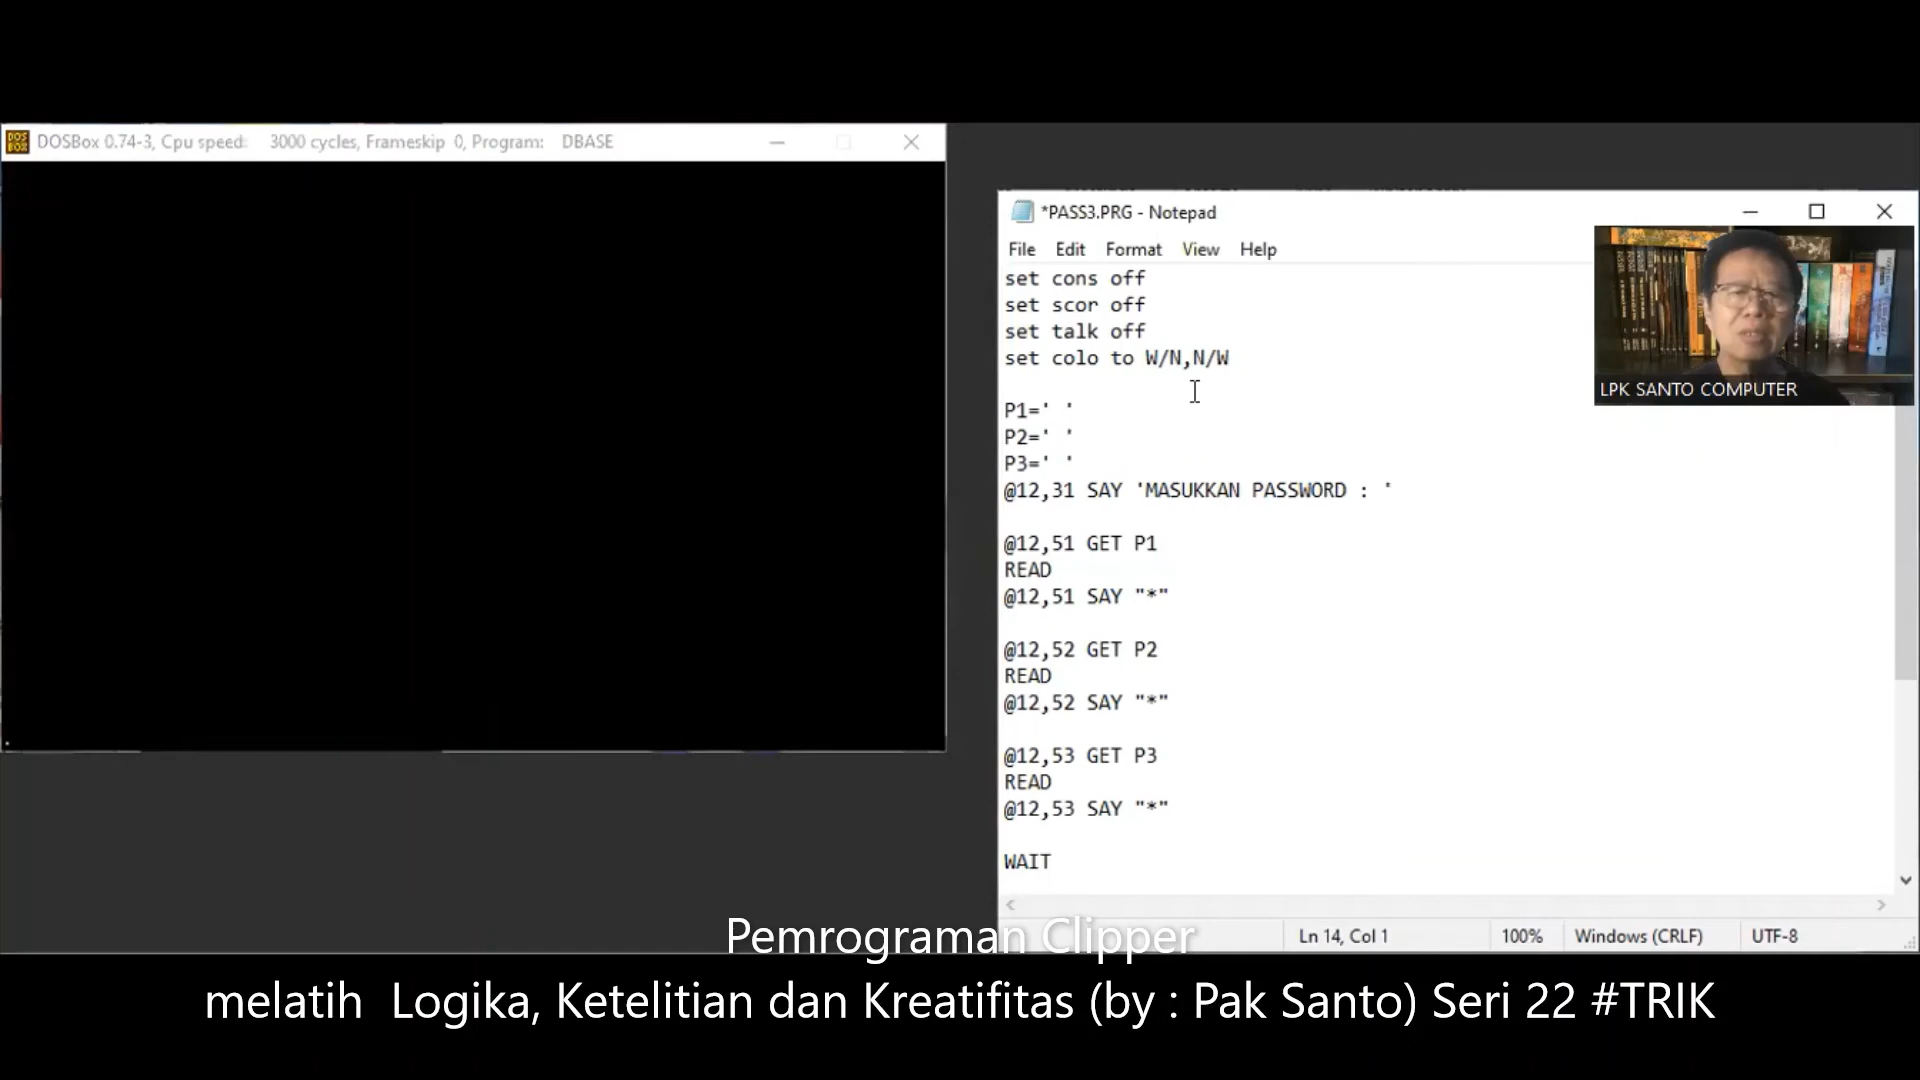 DOSBox 0.74-3, Cpu speed: 3000 cycles, Frameskip 0, Program: DBASE
*PASS3.PRG - Notepad
File Edit Format View Help
set cons off
set scor off
set talk off
set colo to W/N,N/W
LPK SANTO COMPUTER
P1=' '
P2=' '
P3=' '
@12,31 SAY 'MASUKKAN PASSWORD : '
@12,51 GET P1
READ
@12,51 SAY "*"
@12,52 GET P2
READ
@12,52 SAY "*"
@12,53 GET P3
READ
@12,53 SAY "*"
WAIT
Ln 14, Col 1 100% Windows (CRLF) UTF-8
Pemrograman Clipper
melatih Logika, Ketelitian dan Kreatifitas (by : Pak Santo) Seri 22 #TRIK